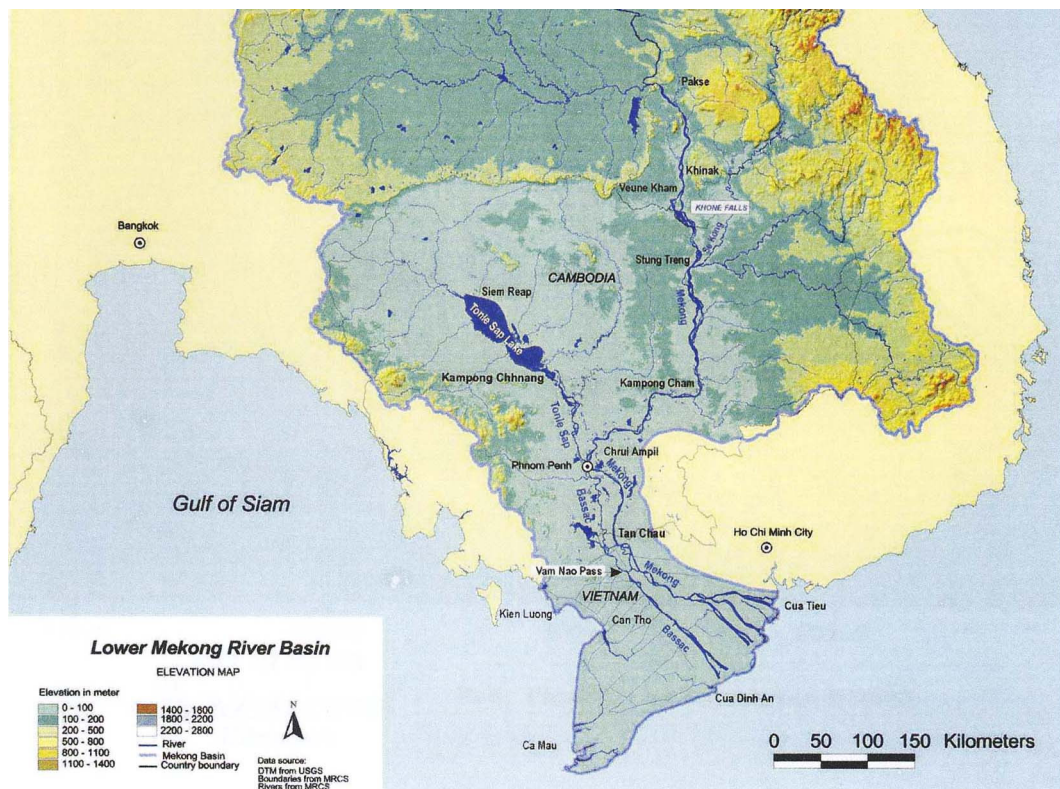 Pakse
Khinak
Veune Kham
KHONE FALLS
Se Kong
Bangkok
Stung Treng
CAMBODIA
Siem Reap
Mekong
Tonle Sap Lake
Kampong Chhnang
Kampong Cham
Tonle Sap
Chrui Ampil
Phnom Penh
Mekong
Gulf of Siam
Bassac
Tan Chau
Ho Chi Minh City
Vam Nao Pass
Mekong
VIETNAM
Kien Luong
Can Tho
Cua Tieu
Bassac
Cua Dinh An
Ca Mau
Lower Mekong River Basin
ELEVATION MAP
Elevation in meter
0 - 100
100 - 200
200 - 500
500 - 800
800 - 1100
1100 - 1400
1400 - 1800
1800 - 2200
2200 - 2800
River
Mekong Basin
Country boundary
N
Data source:
DTM from USGS
Boundaries from MRCS
Rivers from MRCS
0 50 100 150 Kilometers